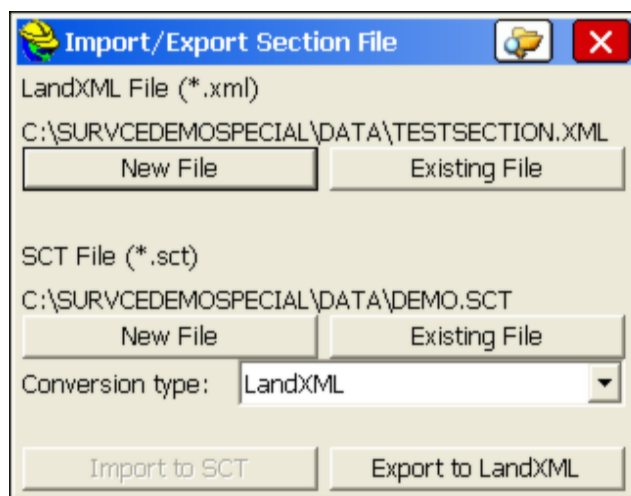 Import/Export Section File
LandXML File (*.xml)
C:\SURVCEDEMOSPECIAL\DATA\TESTSECTION.XML
New File Existing File
SCT File (*.sct)
C:\SURVCEDEMOSPECIAL\DATA\DEMO.SCT
New File Existing File
Conversion type: LandXML
Import to SCT Export to LandXML